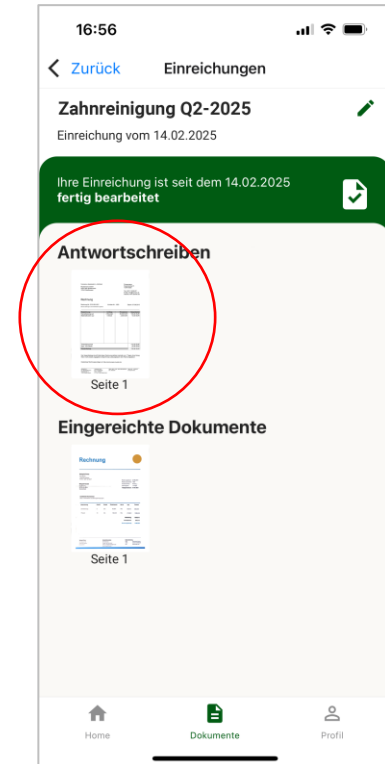 16:56
Zurück Einreichungen
Zahnreinigung Q2-2025
Einreichung vom 14.02.2025
Ihre Einreichung ist seit dem 14.02.2025
fertig bearbeitet
Antwortschreiben
Seite 1
Eingereichte Dokumente
Rechnung
Seite 1
Home Dokumente Profil